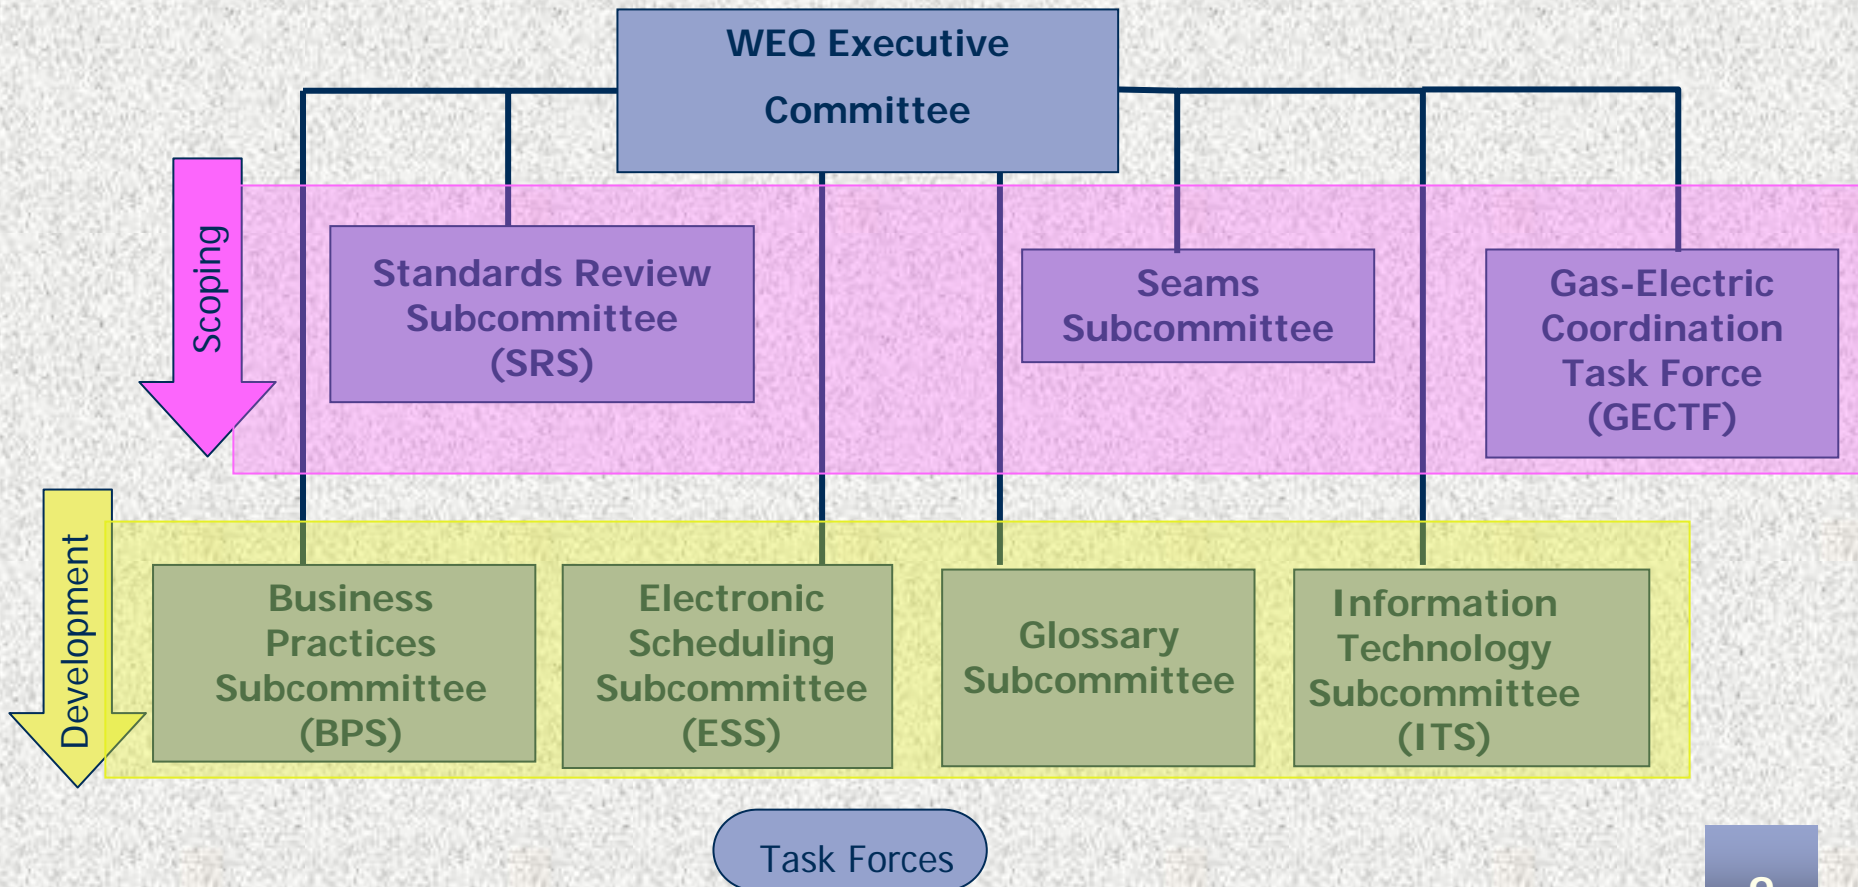 WEQ Executive
Committee
Scoping
Standards Review
Subcommittee
(SRS)
Seams
Subcommittee
Gas-Electric
Coordination
Task Force
(GECTF)
Development
Business
Practices
Subcommittee
(BPS)
Electronic
Scheduling
Subcommittee
(ESS)
Glossary
Subcommittee
Information
Technology
Subcommittee
(ITS)
Task Forces